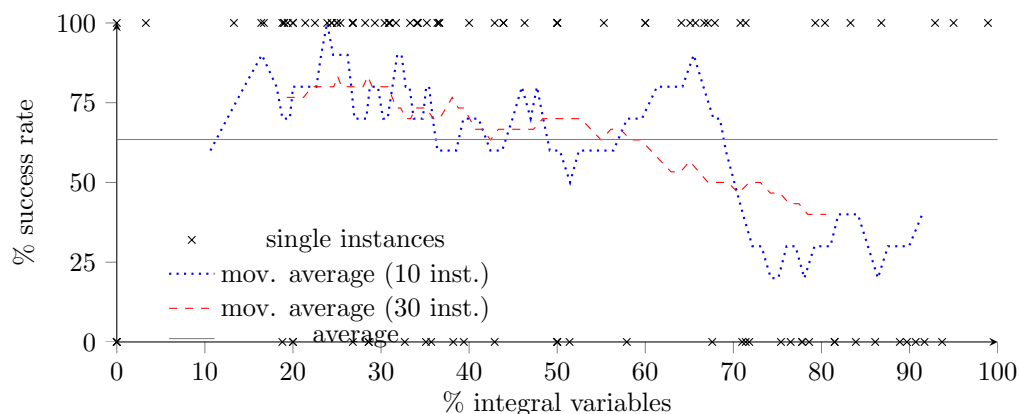 100
75
50
25
0
% success rate
single instances
mov. average (10 inst.)
mov. average (30 inst.)
average
0 10 20 30 40 50 60 70 80 90 100
% integral variables